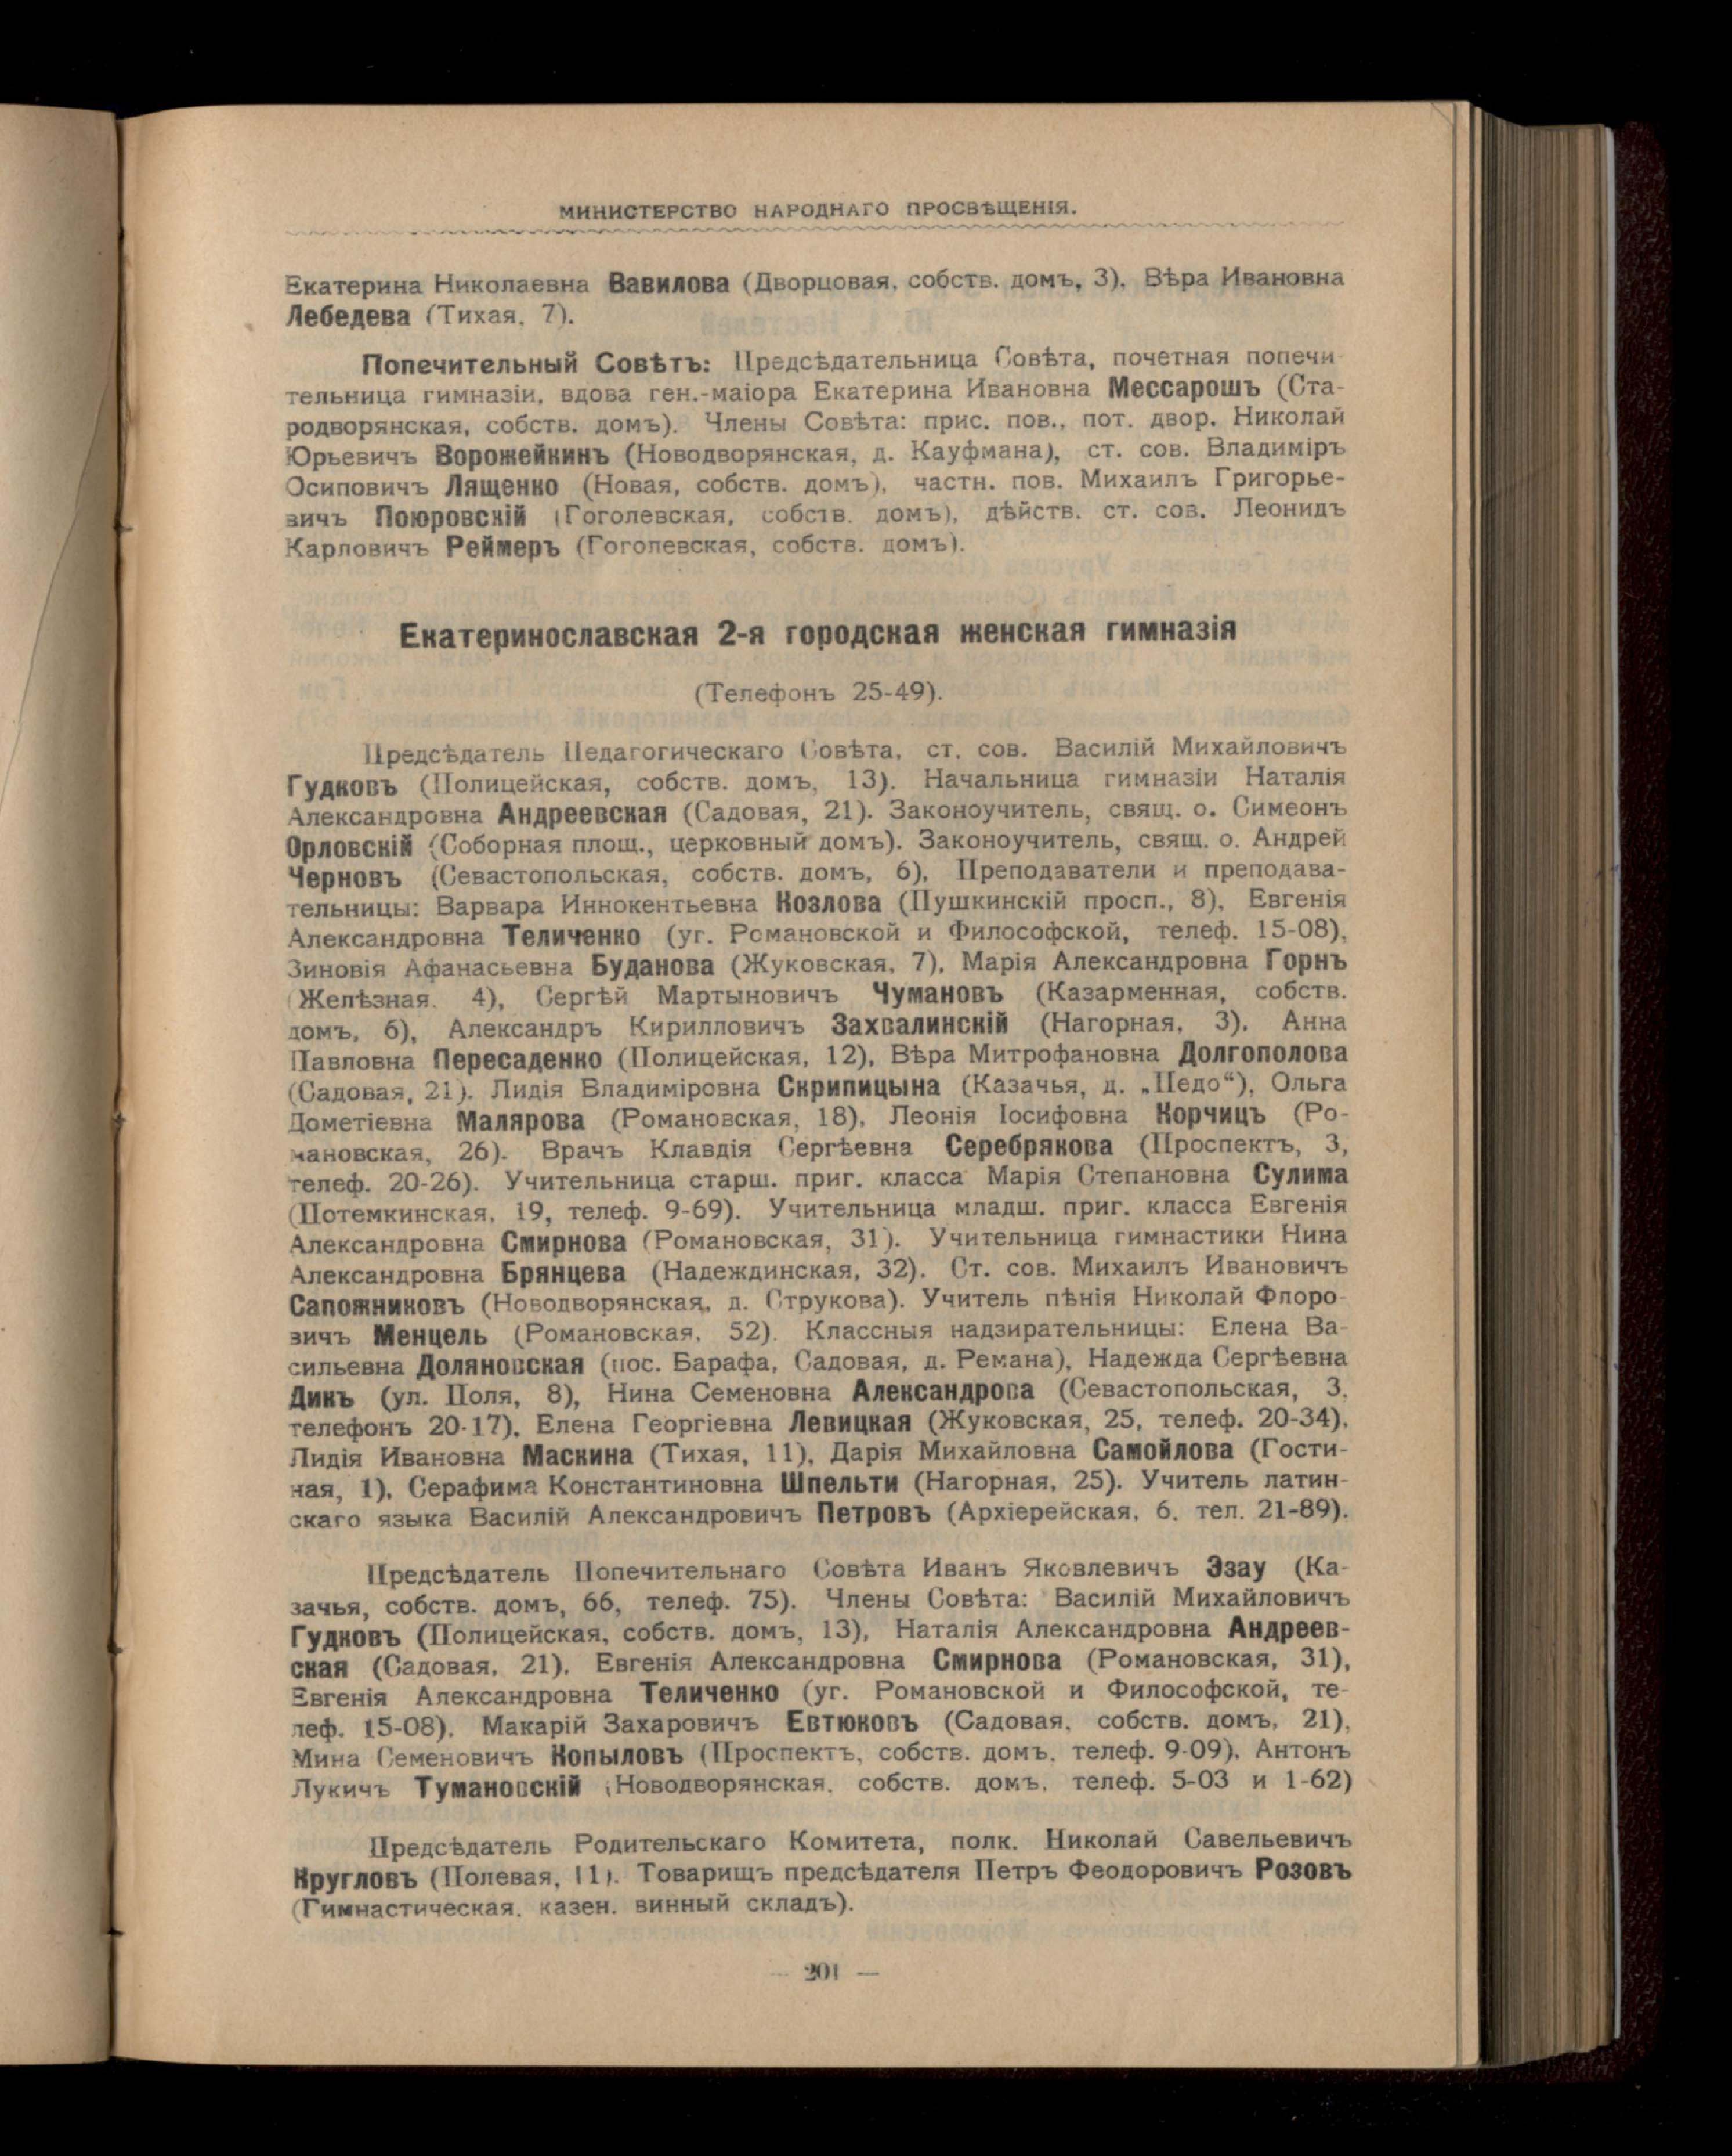 МИНИСТЕРСТВО НАРОДНАГО ПРОСВѢЩЕНІЯ.
Екатерина Николаевна Вавилова (Дворцовая, собств. домъ, 3), Вѣра Ивановна
Лебедева (Тихая, 7).
Попечительный Совѣтъ: Предсѣдательница Совѣта, почетная попечи-
тельница гимназіи, вдова ген.-маіора Екатерина Ивановна Мессарошъ (Ста-
родворянская, собств. домъ). Члены Совѣта: прис. пов., пот. двор. Николай
Юрьевичъ Ворожейкинъ (Новодворянская, д. Кауфмана), ст. сов. Владиміръ
Осиповичъ Лященко (Новая, собств. домъ), частн. пов. Михаилъ Григорье-
вичъ Поюровскій (Гоголевская, собств. домъ), дѣйств. ст. сов. Леонидъ
Карловичъ Реймеръ (Гоголевская, собств. домъ).
Екатеринославская 2-я городская женская гимназія
(Телефонъ 25-49).
Предсѣдатель Педагогическаго Совѣта, ст. сов. Василій Михайловичъ
Гудковъ (Полицейская, собств. домъ, 13). Начальница гимназіи Наталія
Александровна Андреевская (Садовая, 21). Законоучитель, свящ. о. Симеонъ
Орловскій (Соборная площ., церковный домъ). Законоучитель, свящ. о. Андрей
Черновъ (Севастопольская, собств. домъ, 6), Преподаватели и преподава-
тельницы: Варвара Иннокентьевна Козлова (Пушкинскій просп., 8), Евгенія
Александровна Теличенко (уг. Романовской и Философской, телеф. 15-08),
Зиновія Афанасьевна Буданова (Жуковская, 7), Марія Александровна Горнъ
(Желѣзная, 4), Сергѣй Мартыновичъ Чумановъ (Казарменная, собств.
домъ, 6), Александръ Кирилловичъ Захвалинскій (Нагорная, 3), Анна
Павловна Пересаденко (Полицейская, 12), Вѣра Митрофановна Долгополова
(Садовая, 21). Лидія Владиміровна Скрипицына (Казачья, д. „Педо“), Ольга
Дометіевна Малярова (Романовская, 18), Леонія Іосифовна Корчицъ (Ро-
мановская, 26). Врачъ Клавдія Сергѣевна Серебрякова (Проспектъ, 3,
телеф. 20-26). Учительница старш. приг. класса Марія Степановна Сулима
(Потемкинская, 19, телеф. 9-69). Учительница младш. приг. класса Евгенія
Александровна Смирнова (Романовская, 31). Учительница гимнастики Нина
Александровна Брянцева (Надеждинская, 32). Ст. сов. Михаилъ Ивановичъ
Сапожниковъ (Новодворянская, д. Струкова). Учитель пѣнія Николай Флоро-
вичъ Менцель (Романовская, 52). Классныя надзирательницы: Елена Ва-
сильевна Доляновская (пос. Барафа, Садовая, д. Ремана), Надежда Сергѣевна
Дикъ (ул. Поля, 8), Нина Семеновна Александрова (Севастопольская, 3,
телефонъ 20-17), Елена Георгіевна Левицкая (Жуковская, 25, телеф. 20-34),
Лидія Ивановна Маскина (Тихая, 11), Дарія Михайловна Самойлова (Гости-
ная, 1), Серафима Константиновна Шпельти (Нагорная, 25). Учитель латин-
скаго языка Василій Александровичъ Петровъ (Архіерейская, 6, тел. 21-89).
Предсѣдатель Попечительнаго Совѣта Иванъ Яковлевичъ Эзау (Ка-
зачья, собств. домъ, 66, телеф. 75). Члены Совѣта: Василій Михайловичъ
Гудковъ (Полицейская, собств. домъ, 13), Наталія Александровна Андреев-
ская (Садовая, 21), Евгенія Александровна Смирнова (Романовская, 31),
Евгенія Александровна Теличенко (уг. Романовской и Философской, те-
леф. 15-08), Макарій Захаровичъ Евтюковъ (Садовая, собств. домъ, 21),
Мина Семеновичъ Копыловъ (Проспектъ, собств. домъ, телеф. 9-09), Антонъ
Лукичъ Тумановскій (Новодворянская, собств. домъ, телеф. 5-03 и 1-62)
Предсѣдатель Родительскаго Комитета, полк. Николай Савельевичъ
Кругловъ (Полевая, 11). Товарищъ предсѣдателя Петръ Феодоровичъ Розовъ
(Гимнастическая, казен. винный складъ).
— 201 —